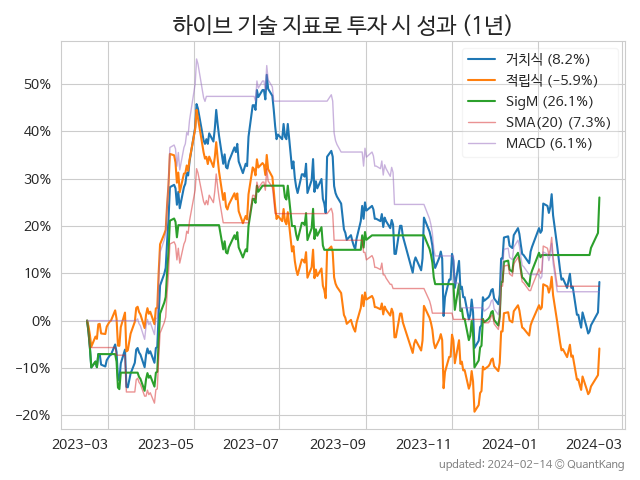 하이브 기술 지표로 투자 시 성과 (1년)
거치식 (8.2%)
적립식 (−5.9%)
SigM (26.1%)
SMA(20) (7.3%)
MACD (6.1%)
50%
40%
30%
20%
10%
0%
−10%
−20%
2023-03 2023-05 2023-07 2023-09 2023-11 2024-01 2024-03
updated: 2024-02-14 © QuantKang